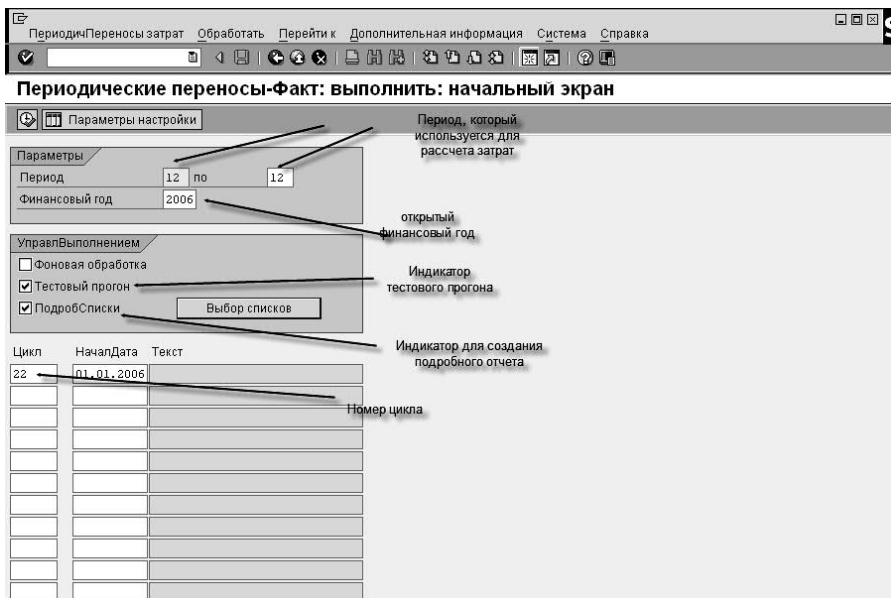 ПериодичПереносы затрат Обработать Перейти к Дополнительная информация Система Справка
Периодические переносы-Факт: выполнить: начальный экран
Параметры настройки
Период, который
используется для
рассчета затрат
Параметры
Период 12 по 12
Финансовый год 2006
открытый
финансовый год
УправлВыполнением
Фоновая обработка
Тестовый прогон
Индикатор
тестового прогона
ПодробСписки Выбор списков
Индикатор для создания
подробного отчета
Цикл НачалДата Текст
22 01.01.2006
Номер цикла